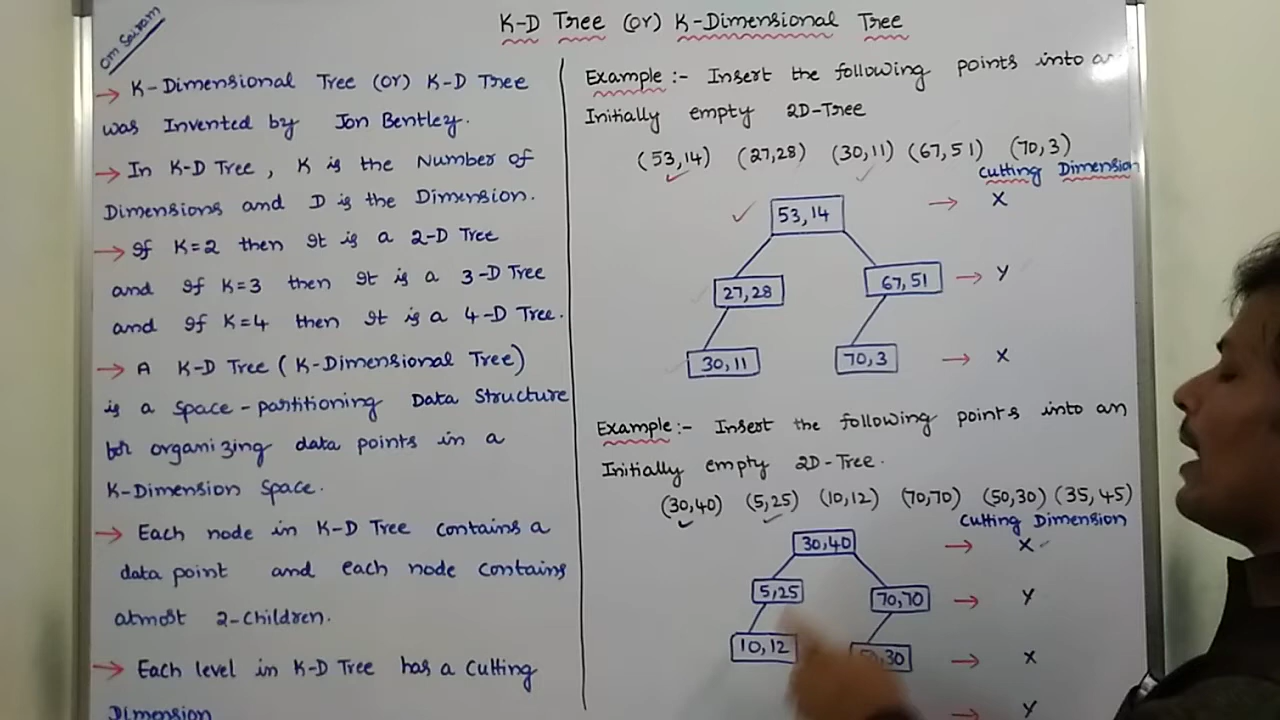 om Sairam
K-D Tree (or) K-Dimensional Tree
→ K-Dimensional Tree (or) K-D Tree
was Invented by Jon Bentley.
→ In K-D Tree, K is the Number of
Dimensions and D is the Dimension.
→ If K=2 then It is a 2-D Tree
and If K=3 then It is a 3-D Tree
and If K=4 then It is a 4-D Tree.
→ A K-D Tree (K-Dimensional Tree)
is a Space-partitioning Data Structure
for organizing data points in a
K-Dimension Space.
→ Each node in K-D Tree contains a
data point and each node contains
atmost 2-children.
→ Each level in K-D Tree has a Cutting
Dimension
Example:- Insert the following points into an
Initially empty 2D-Tree
(53,14) (27,28) (30,11) (67,51) (70,3)
Cutting Dimension
53,14 → X
27,28 67,51 → Y
30,11 70,3 → X
Example:- Insert the following points into an
Initially empty 2D-Tree.
(30,40) (5,25) (10,12) (70,70) (50,30) (35,45)
Cutting Dimension
30,40 → X
5,25 70,70 → Y
10,12 30 → X
→ Y